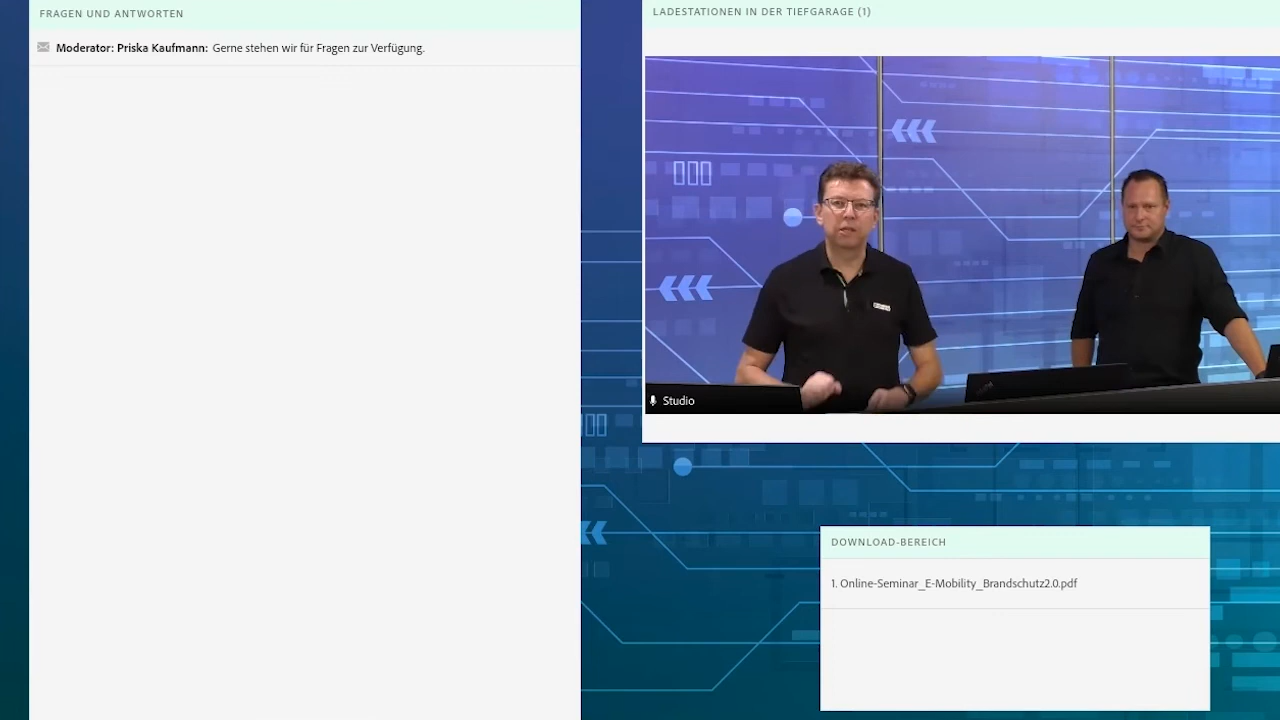 FRAGEN UND ANTWORTEN
Moderator: Priska Kaufmann: Gerne stehen wir für Fragen zur Verfügung.
LADESTATIONEN IN DER TIEFGARAGE (1)
Studio
DOWNLOAD-BEREICH
1. Online-Seminar_E-Mobility_Brandschutz2.0.pdf